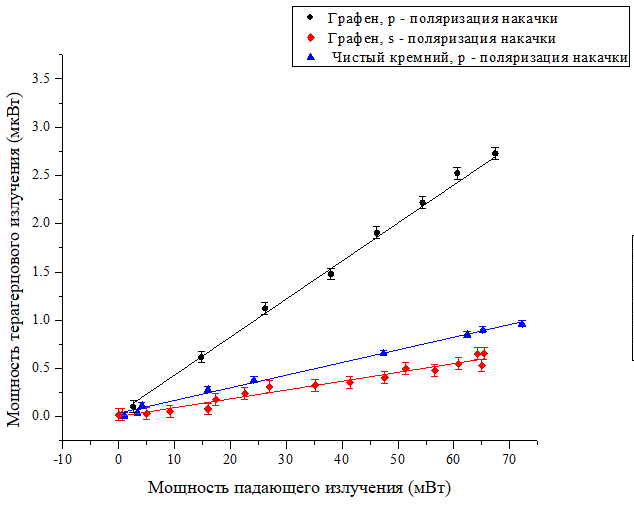 Графен, р - поляризация накачки
Графен, s - поляризация накачки
Чистый кремний, р - поляризация накачки
Мощность терагерцового излучения (мкВт)
3.5
3.0
2.5
2.0
1.5
1.0
0.5
0.0
-10 0 10 20 30 40 50 60 70
Мощность падающего излучения (мВт)